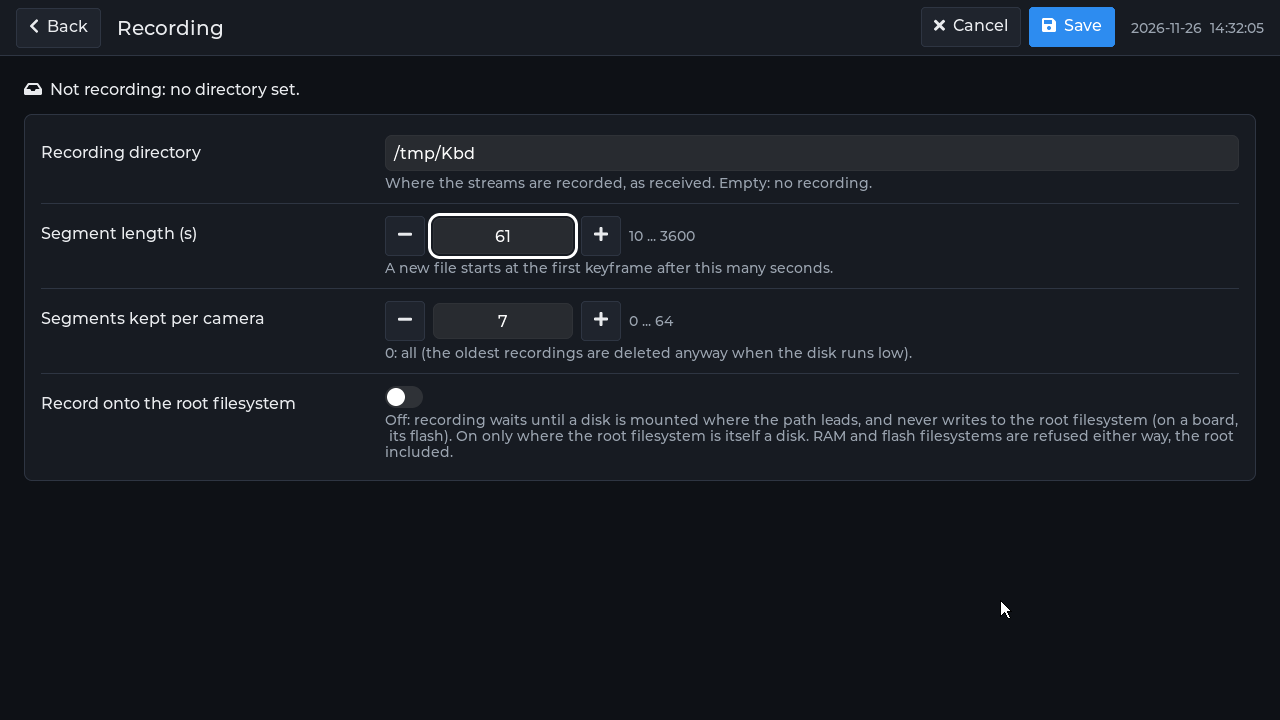 Back
Recording
Cancel
Save
2026-11-26 14:32:05
Not recording: no directory set.
Recording directory
/tmp/Kbd
Where the streams are recorded, as received. Empty: no recording.
Segment length (s)
61
10 ... 3600
A new file starts at the first keyframe after this many seconds.
Segments kept per camera
7
0 ... 64
0: all (the oldest recordings are deleted anyway when the disk runs low).
Record onto the root filesystem
Off: recording waits until a disk is mounted where the path leads, and never writes to the root filesystem (on a board,
its flash). On only where the root filesystem is itself a disk. RAM and flash filesystems are refused either way, the root
included.